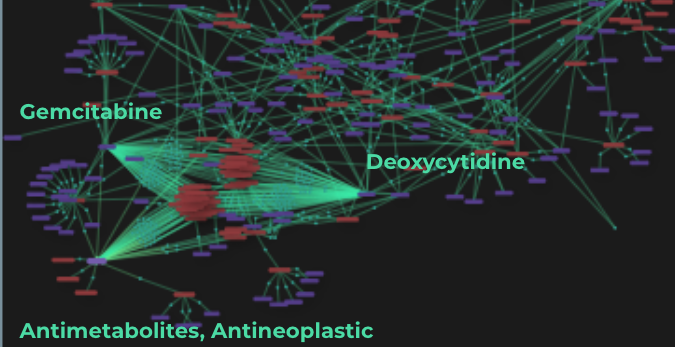 Gemcitabine
Deoxycytidine
Antimetabolites, Antineoplastic